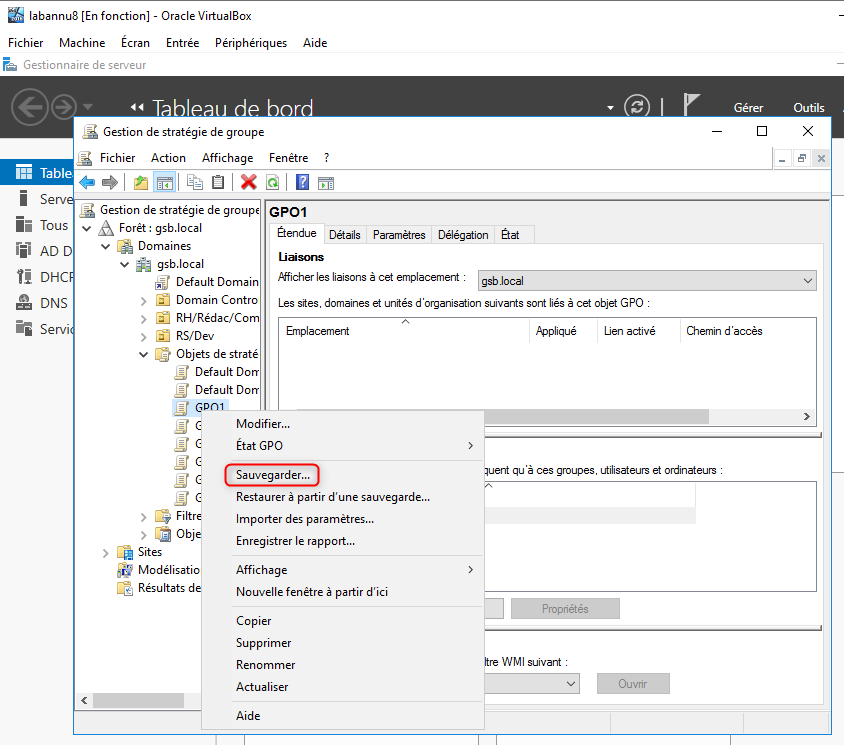 labannu8 [En fonction] - Oracle VirtualBox
Fichier Machine Écran Entrée Périphériques Aide
Gestionnaire de serveur
Tableau de bord
Gérer Outils
Gestion de stratégie de groupe
Fichier Action Affichage Fenêtre ?
Gestion de stratégie de groupe
Forêt : gsb.local
Domaines
gsb.local
Default Domain
Domain Contro
RH/Rédac/Com
RS/Dev
Objets de straté
Default Dom
Default Dom
GPO1
G
G
G
G
G
Filtre
Obje
Sites
Modélisatio
Résultats de
Table
Serve
Tous
AD D
DHCP
DNS
Servic
GPO1
Étendue Détails Paramètres Délégation État
Liaisons
Afficher les liaisons à cet emplacement : gsb.local
Les sites, domaines et unités d'organisation suivants sont liés à cet objet GPO :
Emplacement Appliqué Lien activé Chemin d'accès
quent qu'à ces groupes, utilisateurs et ordinateurs :
Propriétés
ltre WMI suivant :
Ouvrir
Modifier...
État GPO
Sauvegarder...
Restaurer à partir d'une sauvegarde...
Importer des paramètres...
Enregistrer le rapport...
Affichage
Nouvelle fenêtre à partir d'ici
Copier
Supprimer
Renommer
Actualiser
Aide